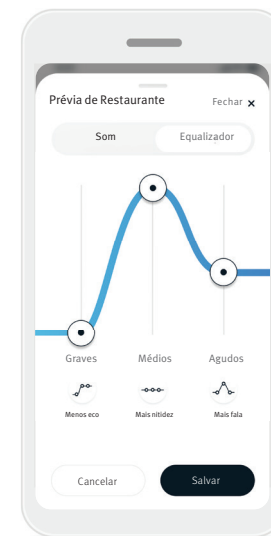 Prévia de Restaurante Fechar ×
Som Equalizador
Graves Médios Agudos
Menos eco Mais nitidez Mais fala
Cancelar Salvar